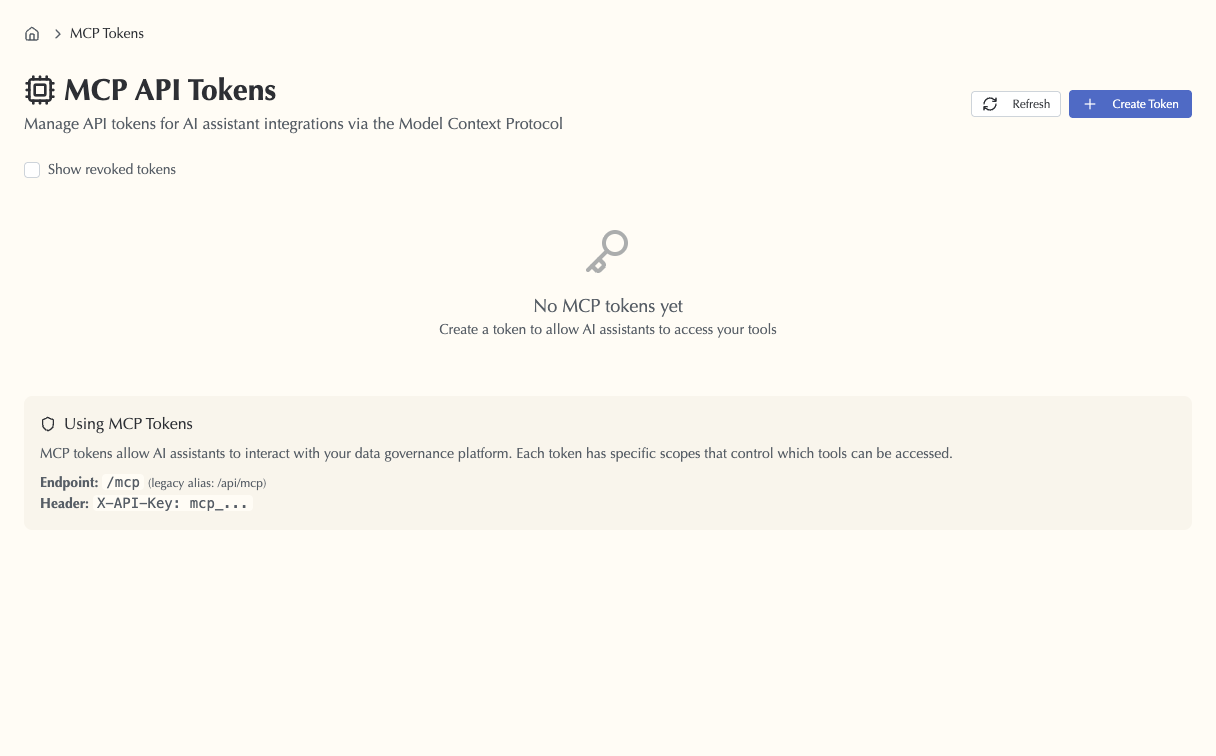 MCP Tokens
MCP API Tokens
Manage API tokens for AI assistant integrations via the Model Context Protocol
Refresh
Create Token
Show revoked tokens
No MCP tokens yet
Create a token to allow AI assistants to access your tools
Using MCP Tokens
MCP tokens allow AI assistants to interact with your data governance platform. Each token has specific scopes that control which tools can be accessed.
Endpoint: /mcp (legacy alias: /api/mcp)
Header: X-API-Key: mcp_...